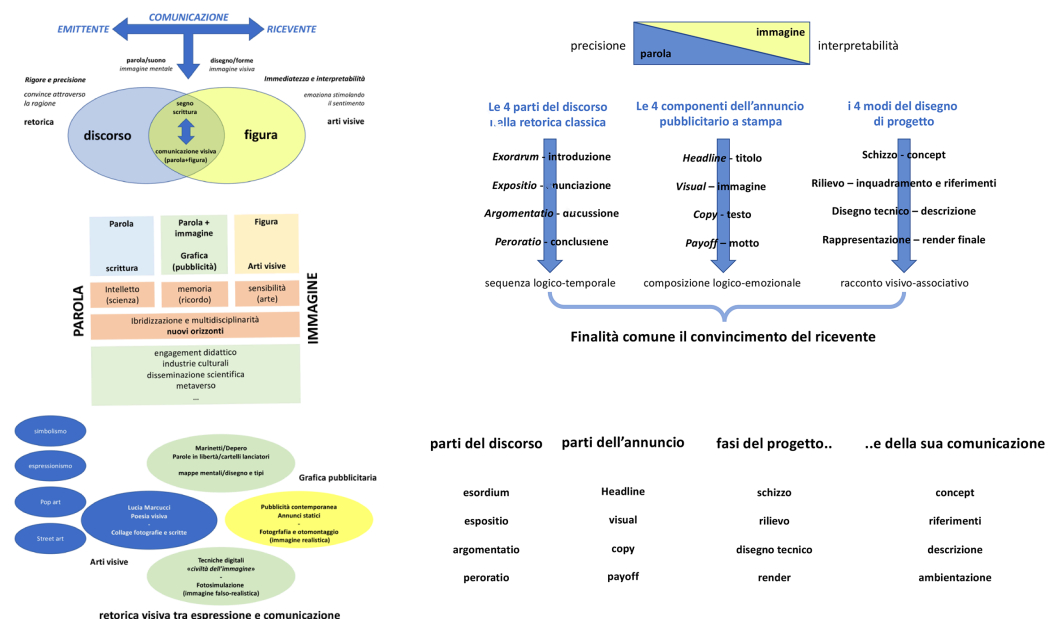 COMUNICAZIONE
EMITTENTE
RICEVENTE
parola/suono
immagine mentale
disegno/forme
immagine visiva
Rigore e precisione
convince attraverso
la ragione
retorica
Immediatezza e interpretabilità
emoziona stimolando
il sentimento
arti visive
discorso
segno
scrittura
comunicazione visiva
(parola+figura)
figura
Parola
scrittura
Parola +
immagine
Grafica
(pubblicità)
Figura
Arti visive
PAROLA
IMMAGINE
Intelletto
(scienza)
memoria
(ricordo)
sensibilità
(arte)
Ibridizzazione e multidisciplinarità
nuovi orizzonti
engagement didattico
industrie culturali
disseminazione scientifica
metaverso
...
simbolismo
espressionismo
Pop art
Street art
Marinetti/Depero
Parole in libertà/cartelli lanciatori
mappe mentali/disegno e tipi
Grafica pubblicitaria
Lucia Marcucci
Poesia visiva
-
Collage fotografie e scritte
Pubblicità contemporanea
Annunci statici
-
Fotogrfafia e otomontaggio
(immagine realistica)
Arti visive
Tecniche digitali
«civiltà dell'immagine»
-
Fotosimulazione
(immagine falso-realistica)
retorica visiva tra espressione e comunicazione
precisione
parola
immagine
interpretabilità
Le 4 parti del discorso
nella retorica classica
Exoraium - introduzione
Expositio - enunciazione
Argomentatio - discussione
Peroratio - conclusione
sequenza logico-temporale
Le 4 componenti dell'annuncio
pubblicitario a stampa
Headline - titolo
Visual – immagine
Copy - testo
Payoff – motto
composizione logico-emozionale
i 4 modi del disegno
di progetto
Schizzo - concept
Rilievo – inquadramento e riferimenti
Disegno tecnico – descrizione
Rappresentazione – render finale
racconto visivo-associativo
Finalità comune il convincimento del ricevente
parti del discorso
parti dell'annuncio
fasi del progetto..
..e della sua comunicazione
esordium
Headline
schizzo
concept
espositio
visual
rilievo
riferimenti
argomentatio
copy
disegno tecnico
descrizione
peroratio
payoff
render
ambientazione